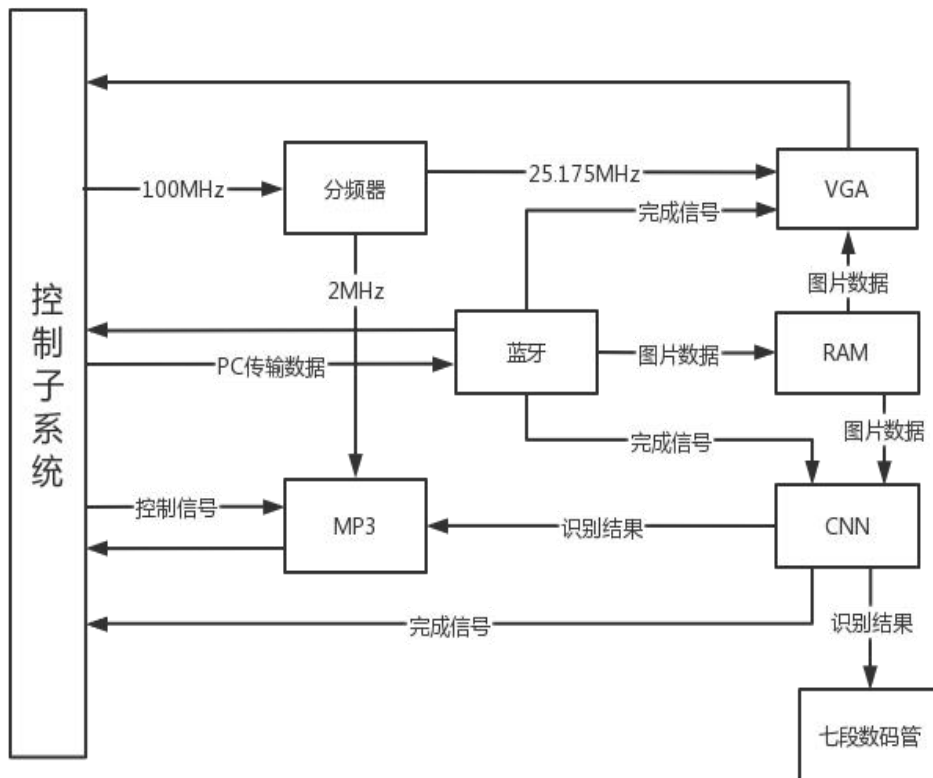 控制子系统
100MHz
分频器
25.175MHz
VGA
完成信号
2MHz
图片数据
蓝牙
图片数据
RAM
PC传输数据
完成信号
图片数据
控制信号
MP3
识别结果
CNN
完成信号
识别结果
七段数码管